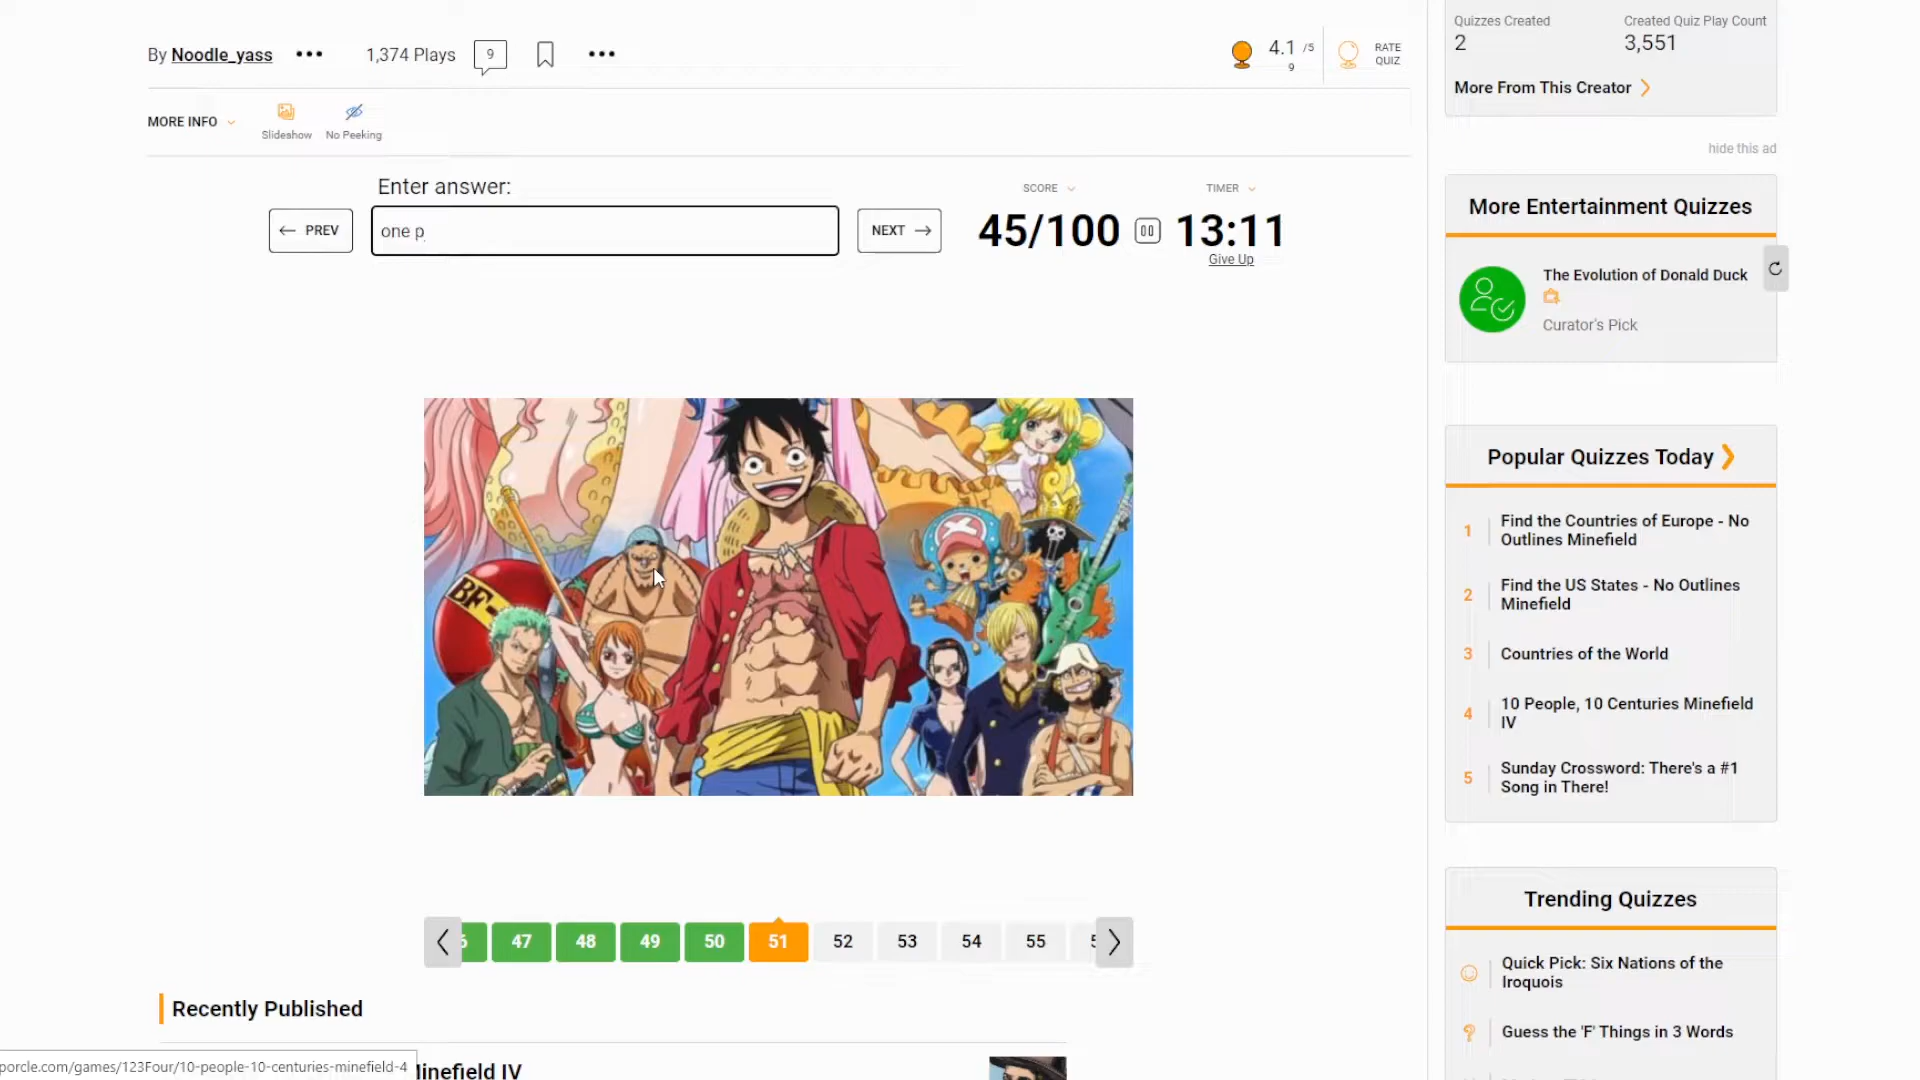 By Noodle_yass
1,374 Plays
9
4.1 /5
9
RATE
QUIZ
MORE INFO
Slideshow
No Peeking
Enter answer:
PREV
one p
NEXT
SCORE
45/100
TIMER
13:11
Give Up
BF-
47
48
49
50
51
52
53
54
55
Recently Published
Minefield IV
porcle.com/games/123Four/10-people-10-centuries-minefield-4
Quizzes Created
2
Created Quiz Play Count
3,551
More From This Creator
hide this ad
More Entertainment Quizzes
The Evolution of Donald Duck
Curator's Pick
Popular Quizzes Today
1
Find the Countries of Europe - No
Outlines Minefield
2
Find the US States - No Outlines
Minefield
3
Countries of the World
4
10 People, 10 Centuries Minefield
IV
5
Sunday Crossword: There's a #1
Song in There!
Trending Quizzes
Quick Pick: Six Nations of the
Iroquois
Guess the 'F' Things in 3 Words